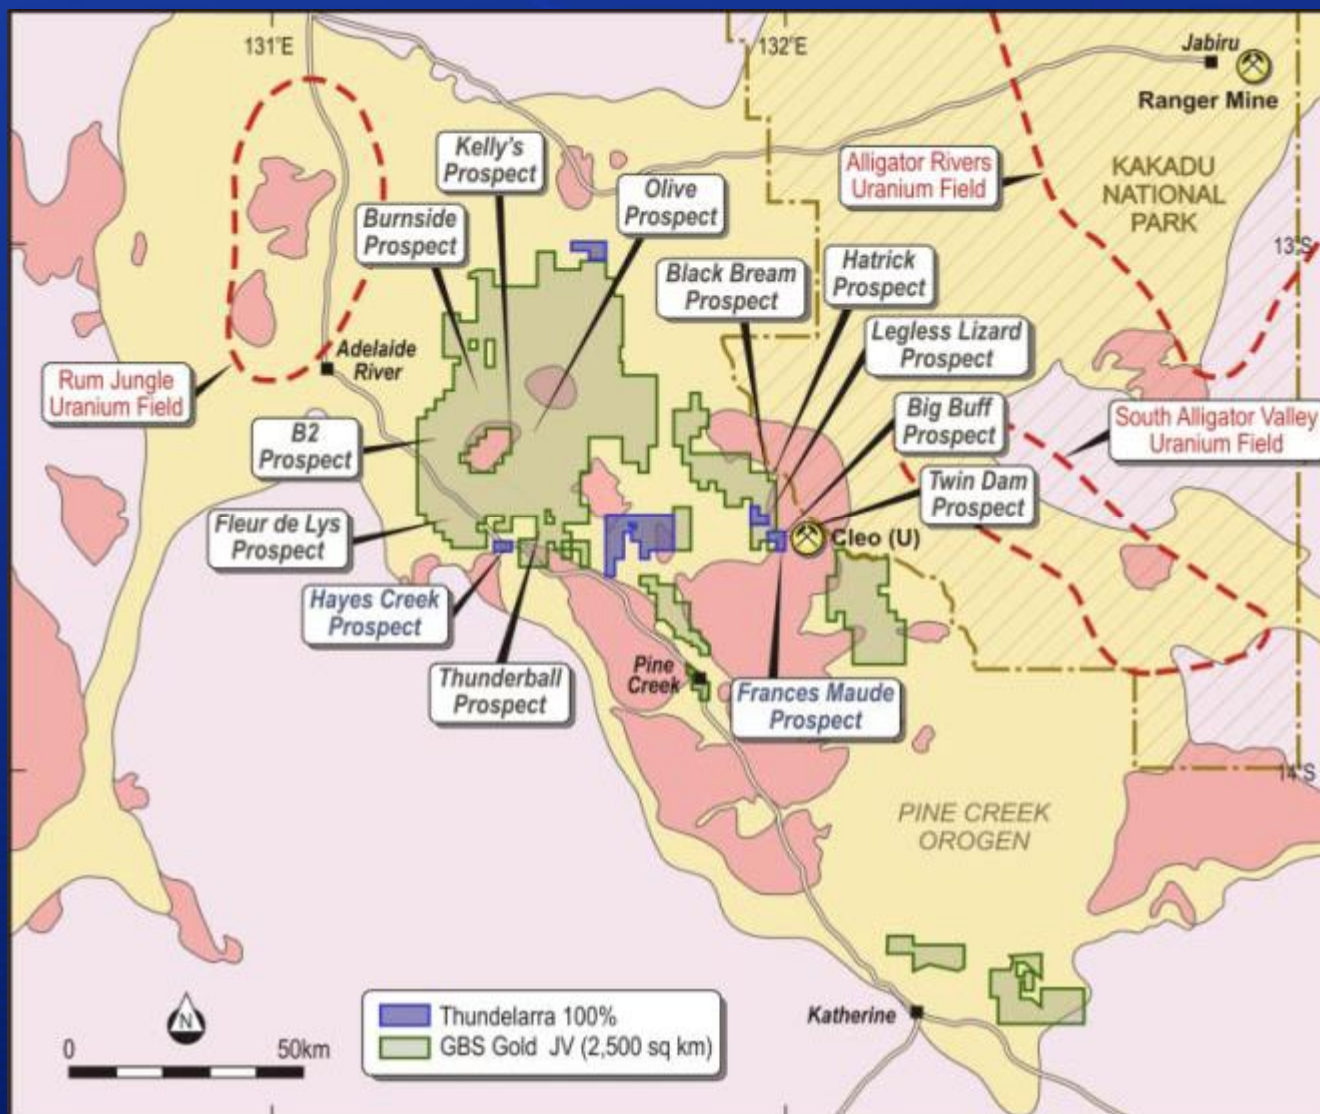 131°E
132°E
Jabiru
Ranger Mine
Kelly's
Prospect
Olive
Prospect
Alligator Rivers
Uranium Field
KAKADU
NATIONAL
PARK
Burnside
Prospect
13°S
Black Bream
Prospect
Hatrick
Prospect
Legless Lizard
Prospect
Adelaide
River
Rum Jungle
Uranium Field
Big Buff
Prospect
South Alligator Valley
Uranium Field
B2
Prospect
Twin Dam
Prospect
Fleur de Lys
Prospect
Cleo (U)
Hayes Creek
Prospect
Thunderball
Prospect
Pine
Creek
Frances Maude
Prospect
14°S
PINE CREEK
OROGEN
Katherine
N
0
50km
Thundelarra 100%
GBS Gold JV (2,500 sq km)